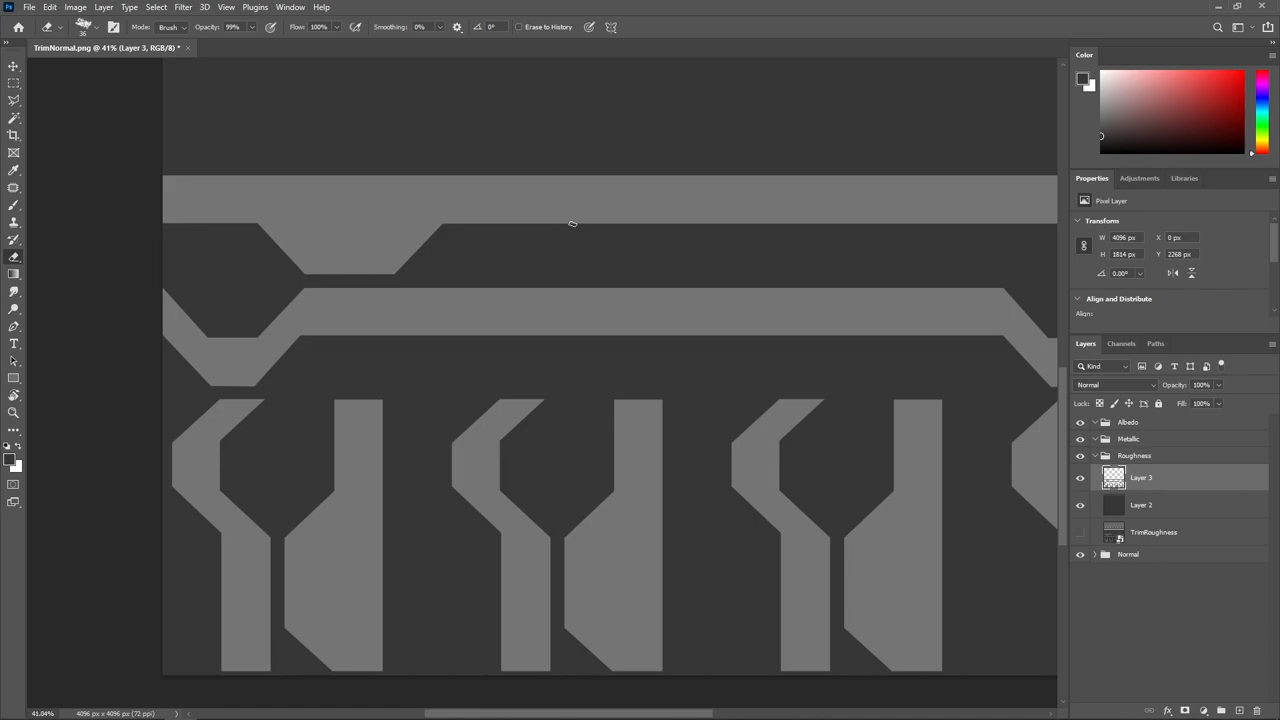 Ps File Edit Image Layer Type Select Filter 3D View Plugins Window Help
36 Mode: Brush Opacity: 99% Flow: 100% Smoothing: 0% 0° Erase to History
TrimNormal.png @ 41% (Layer 3, RGB/8) *
Color
Properties Adjustments Libraries
Pixel Layer
Transform
W 4096 px X 0 px
H 1814 px Y 2268 px
0.00°
Align and Distribute
Align:
Layers Channels Paths
Kind
Normal Opacity: 100%
Lock: Fill: 100%
Albedo
Metallic
Roughness
Layer 3
Layer 2
TrimRoughness
Normal
41.04% 4096 px x 4096 px (72 ppi)